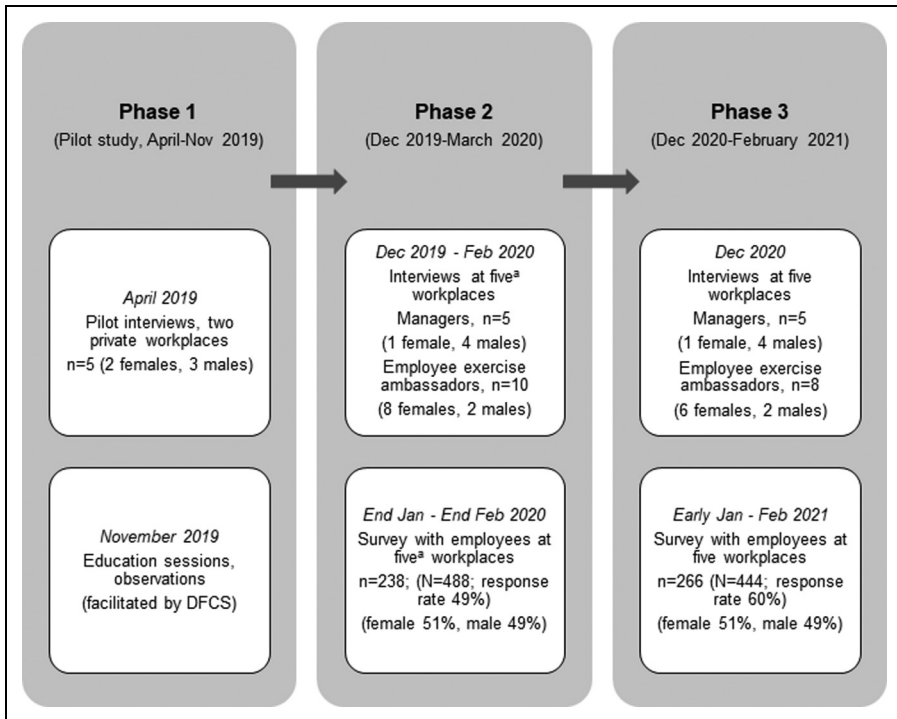 Phase 1
(Pilot study, April-Nov 2019)
April 2019
Pilot interviews, two
private workplaces
n=5 (2 females, 3 males)
November 2019
Education sessions,
observations
(facilitated by DFCS)
Phase 2
(Dec 2019-March 2020)
Dec 2019 - Feb 2020
Interviews at fiveª
workplaces
Managers, n=5
(1 female, 4 males)
Employee exercise
ambassadors, n=10
(8 females, 2 males)
End Jan - End Feb 2020
Survey with employees at
fiveª workplaces
n=238; (N=488; response
rate 49%)
(female 51%, male 49%)
Phase 3
(Dec 2020-February 2021)
Dec 2020
Interviews at five
workplaces
Managers, n=5
(1 female, 4 males)
Employee exercise
ambassadors, n=8
(6 females, 2 males)
Early Jan - Feb 2021
Survey with employees at
five workplaces
n=266 (N=444; response
rate 60%)
(female 51%, male 49%)